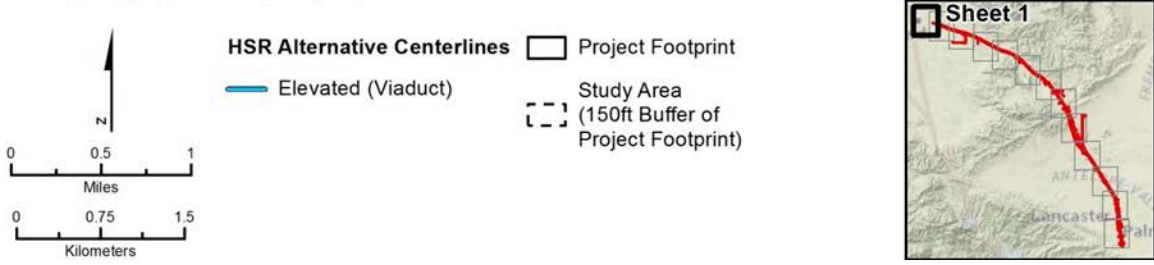 N
0 0.5 1
Miles
0 0.75 1.5
Kilometers
HSR Alternative Centerlines
Elevated (Viaduct)
Project Footprint
Study Area
(150ft Buffer of
Project Footprint)
Sheet 1
Lancaster